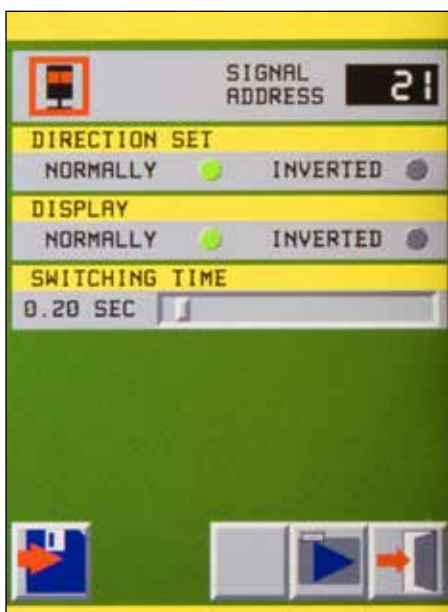 SIGNAL
ADDRESS 21
DIRECTION SET
NORMALLY INVERTED
DISPLAY
NORMALLY INVERTED
SWITCHING TIME
0.20 SEC